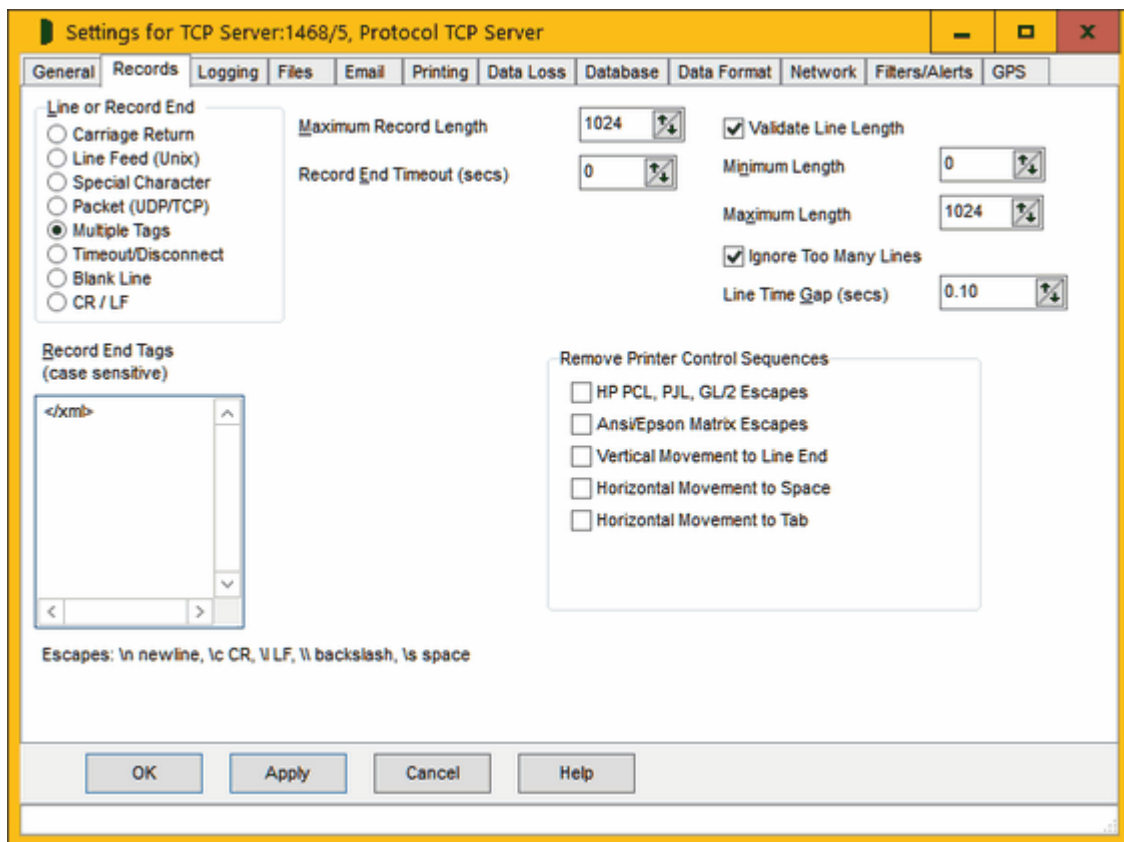 Settings for TCP Server:1468/5, Protocol TCP Server
General Records Logging Files Email Printing Data Loss Database Data Format Network Filters/Alerts GPS
Line or Record End
Carriage Return
Line Feed (Unix)
Special Character
Packet (UDP/TCP)
Multiple Tags
Timeout/Disconnect
Blank Line
CR / LF
Maximum Record Length 1024
Record End Timeout (secs) 0
Validate Line Length
Minimum Length 0
Maximum Length 1024
Ignore Too Many Lines
Line Time Gap (secs) 0.10
Record End Tags
(case sensitive)
</xml>
Remove Printer Control Sequences
HP PCL, PJL, GL/2 Escapes
Ansi/Epson Matrix Escapes
Vertical Movement to Line End
Horizontal Movement to Space
Horizontal Movement to Tab
Escapes: \n newline, \c CR, \l LF, \\ backslash, \s space
OK Apply Cancel Help